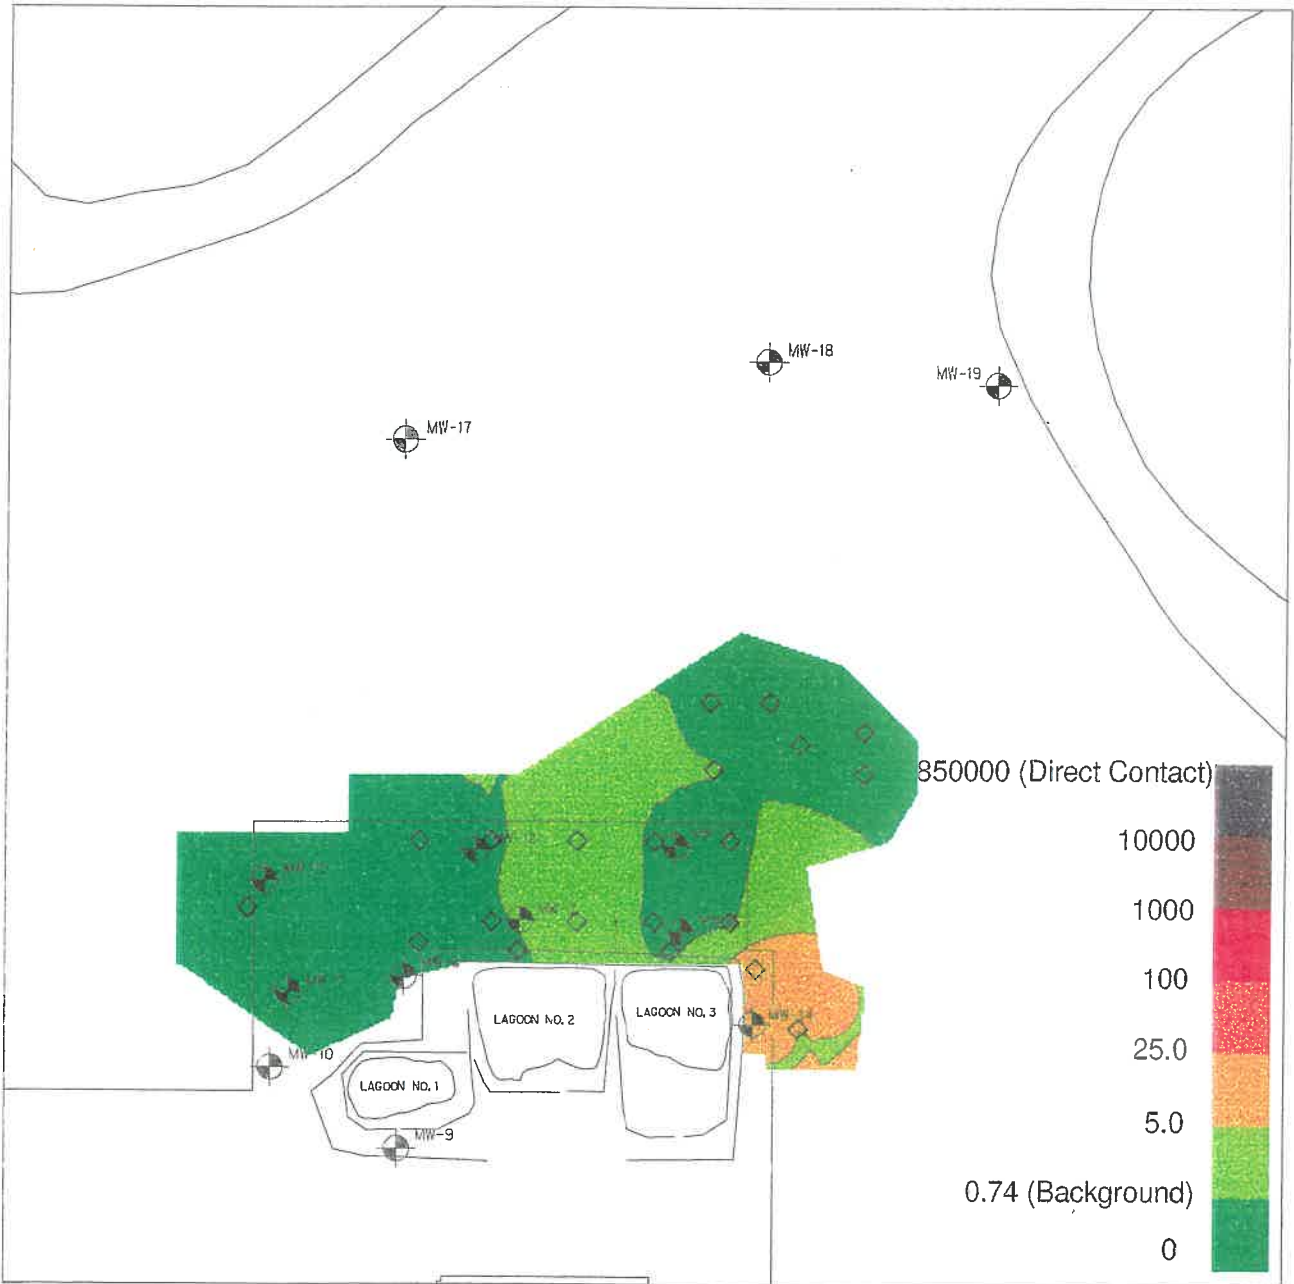 MW-18
MW-19
MW-17
850000 (Direct Contact)
10000
1000
100
25.0
5.0
0.74 (Background)
0
LAGOON NO. 2
LAGOON NO. 3
MW-10
LAGOON NO. 1
MW-9